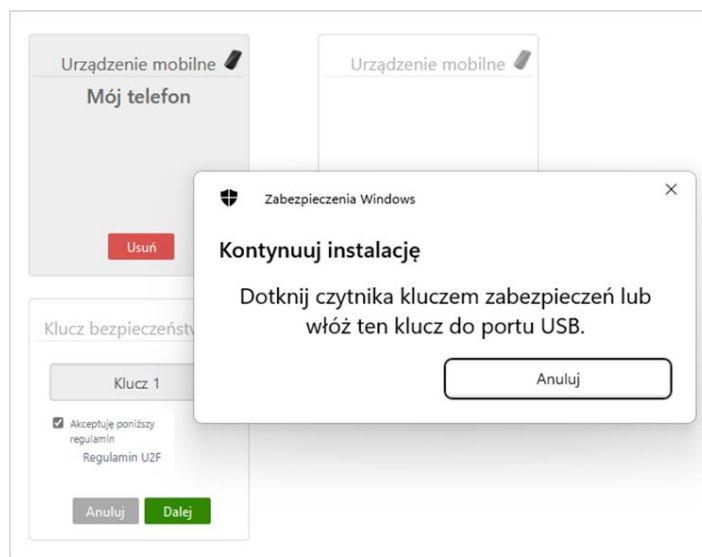 Urządzenie mobilne
Mój telefon
Usuń
Urządzenie mobilne
Zabezpieczenia Windows
Kontynuuj instalację
Dotknij czytnika kluczem zabezpieczeń lub
włóż ten klucz do portu USB.
Anuluj
Klucz bezpieczeńst
Klucz 1
Akceptuję poniższy
regulamin
Regulamin U2F
Anuluj
Dalej